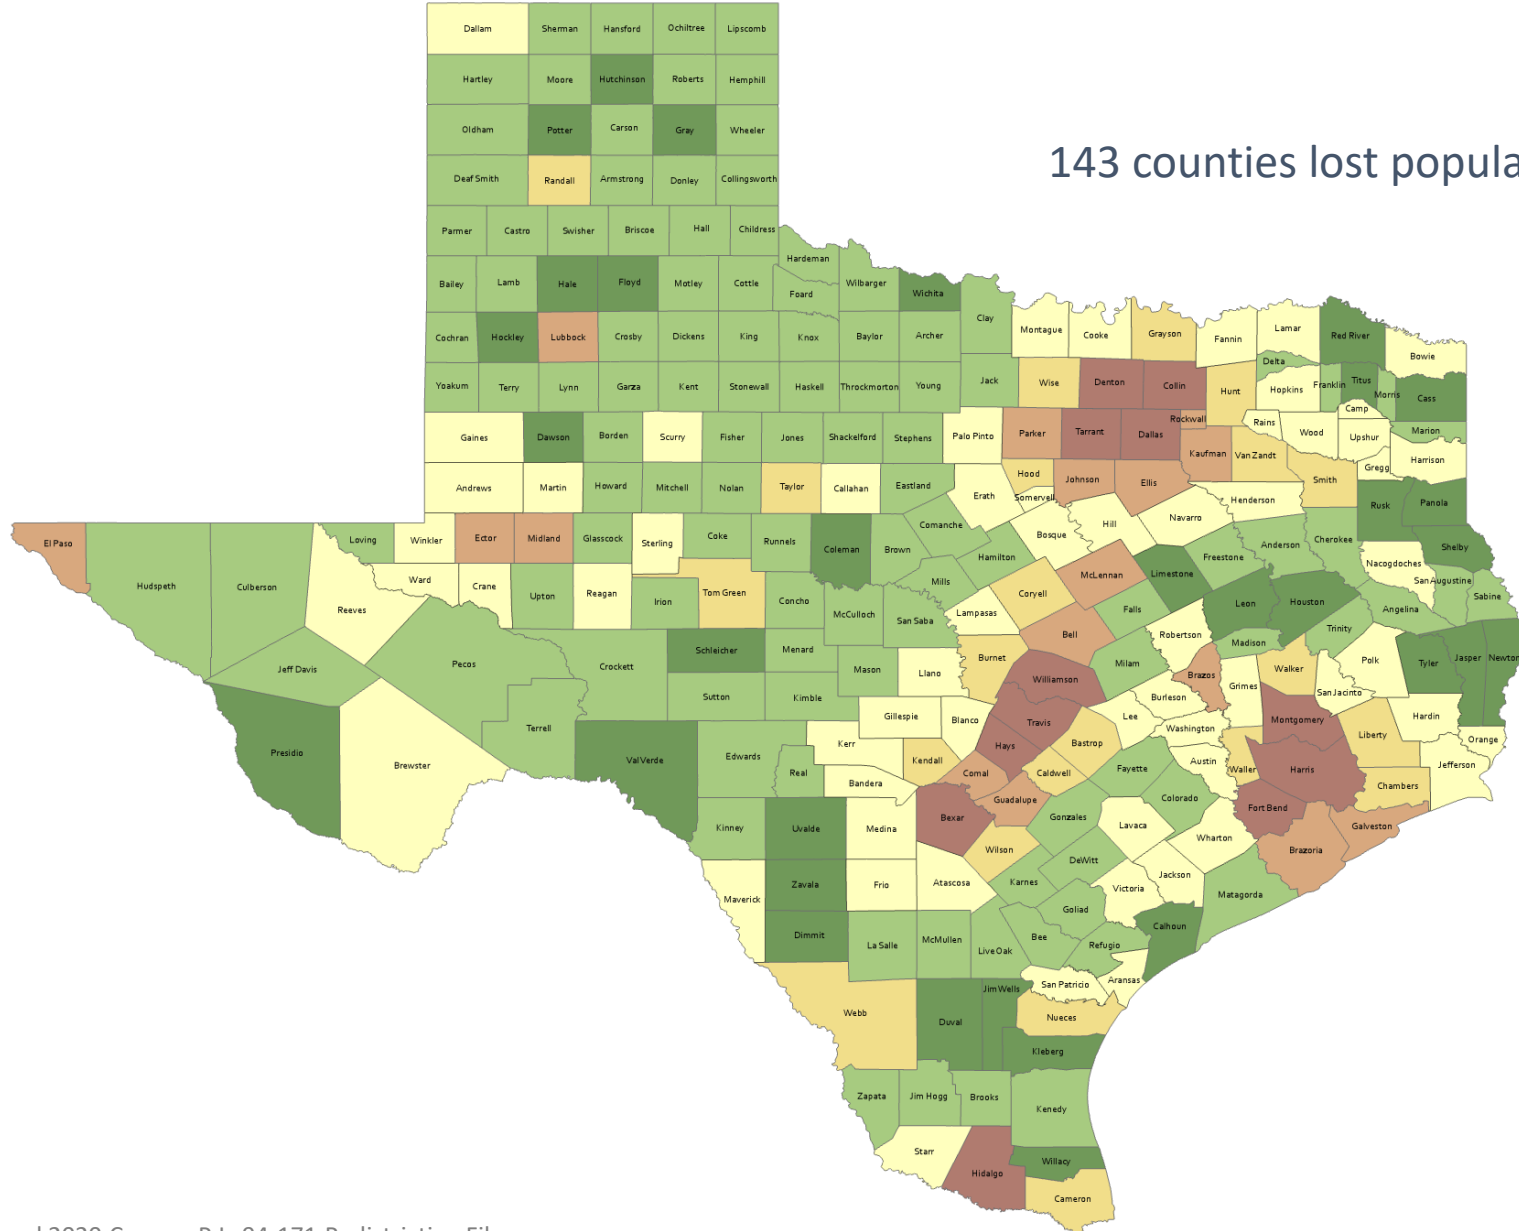 Dallam Sherman Hansford Ochiltree Lipscomb
Hartley Moore Hutchinson Roberts Hemphill
Oldham Potter Carson Gray Wheeler
143 counties lost popula
Deaf Smith Randall Armstrong Donley Collingsworth
Parmer Castro Swisher Briscoe Hall Childress
Hardeman
Bailey Lamb Hale Floyd Motley Cottle Foard Wilbarger Wichita
Clay
Cochran Hockley Lubbock Crosby Dickens King Knox Baylor Archer Montague Cooke Grayson Fannin Lamar Red River Bowie
Delta
Yoakum Terry Lynn Garza Kent Stonewall Haskell Throckmorton Young Jack Wise Denton Collin Hunt Hopkins Franklin Titus Morris Cass
Camp
Rockwall Rains
Gaines Dawson Borden Scurry Fisher Jones Shackelford Stephens Palo Pinto Parker Tarrant Dallas Wood Upshur Marion
Kaufman Van Zandt Harrison
Gregg
Andrews Martin Howard Mitchell Nolan Taylor Callahan Eastland Hood Johnson Ellis Smith
Erath Somervell Henderson
Rusk Panola
Navarro
Comanche Hill
El Paso Loving Winkler Ector Midland Glasscock Sterling Coke Runnels Coleman Brown Bosque Cherokee
Anderson Shelby
Hamilton Freestone
Nacogdoches
McLennan Limestone
Hudspeth Culberson Ward Crane Mills San Augustine
Reeves Upton Reagan Irion Tom Green Concho Coryell Sabine
Leon Houston
McCulloch Lampasas Falls Angelina
San Saba
Trinity
Bell Robertson
Schleicher Menard Madison
Jeff Davis Pecos Crockett Mason Burnet Milam Walker Polk Tyler Jasper Newton
Llano Williamson Brazos
Grimes San Jacinto
Sutton Kimble Burleson
Gillespie Blanco Lee Montgomery Hardin
Terrell Travis Washington
Liberty Orange
Presidio Kerr Hays Bastrop
Val Verde Edwards Kendall Austin Jefferson
Brewster Real Comal Caldwell Fayette Waller Harris
Bandera Chambers
Guadalupe Colorado
Fort Bend
Kinney Uvalde Medina Bexar Gonzales Lavaca Galveston
Wharton
Wilson Brazoria
DeWitt
Zavala Frio Atascosa Karnes Jackson
Maverick Victoria Matagorda
Goliad
Dimmit La Salle McMullen Live Oak Bee Refugio Calhoun
San Patricio Aransas
Jim Wells
Webb Duval Nueces
Kleberg
Zapata Jim Hogg Brooks
Kenedy
Starr
Willacy
Hidalgo
Cameron